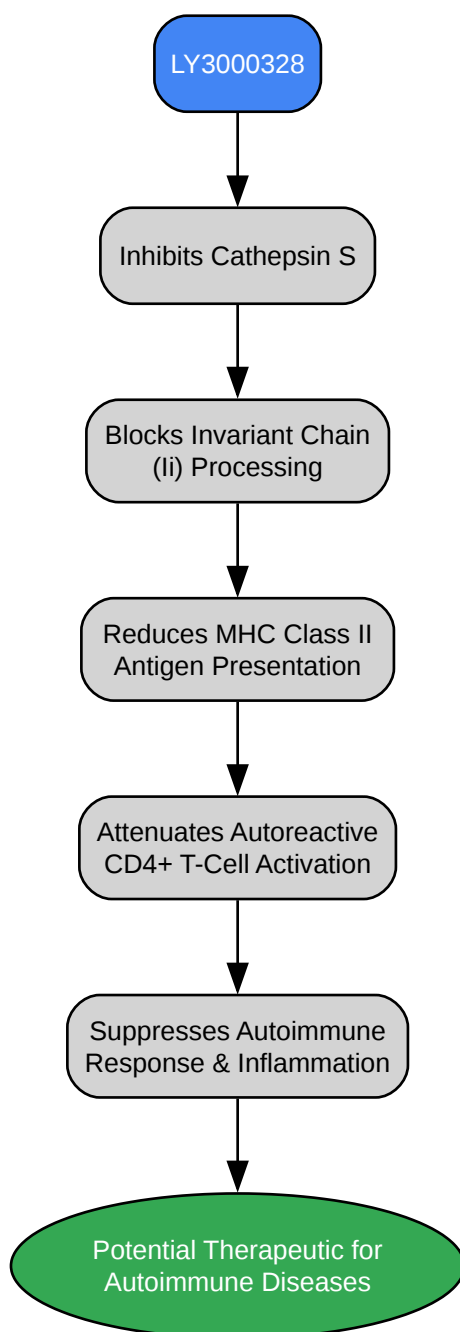 LY3000328
Inhibits Cathepsin S
Blocks Invariant Chain
(Ii) Processing
Reduces MHC Class II
Antigen Presentation
Attenuates Autoreactive
CD4+ T-Cell Activation
Suppresses Autoimmune
Response & Inflammation
Potential Therapeutic for
Autoimmune Diseases